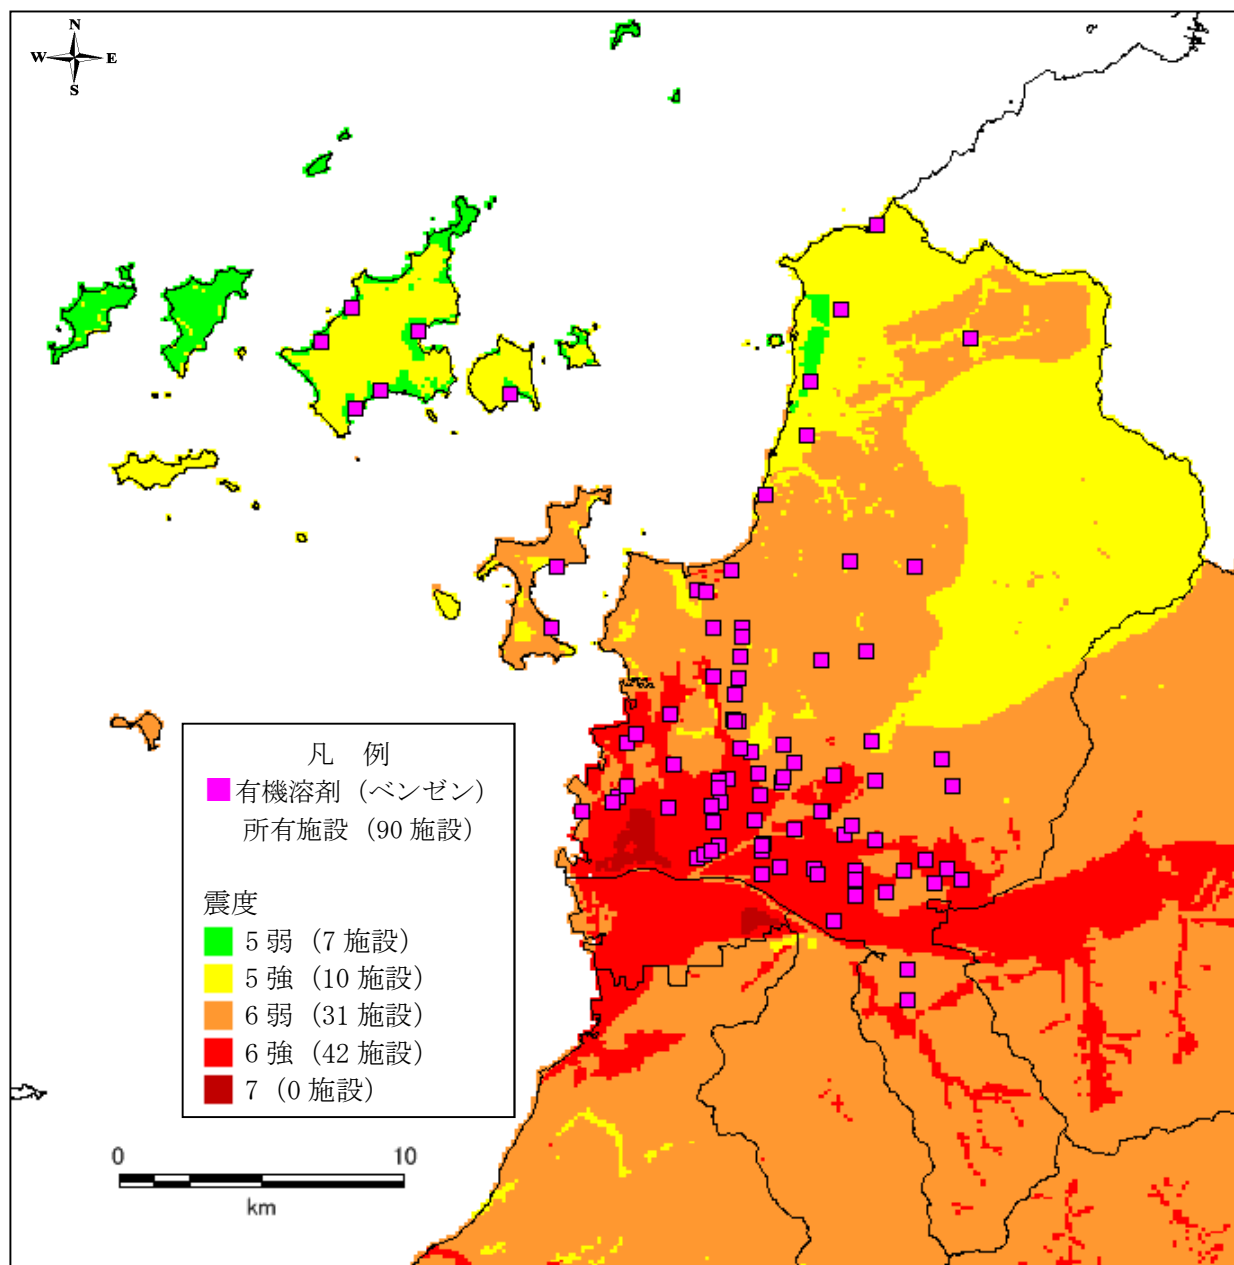 N
W E
S
凡 例
有機溶剤（ベンゼン）
所有施設（90 施設）
震度
5 弱（7 施設）
5 強（10 施設）
6 弱（31 施設）
6 強（42 施設）
7（0 施設）
0 10
km